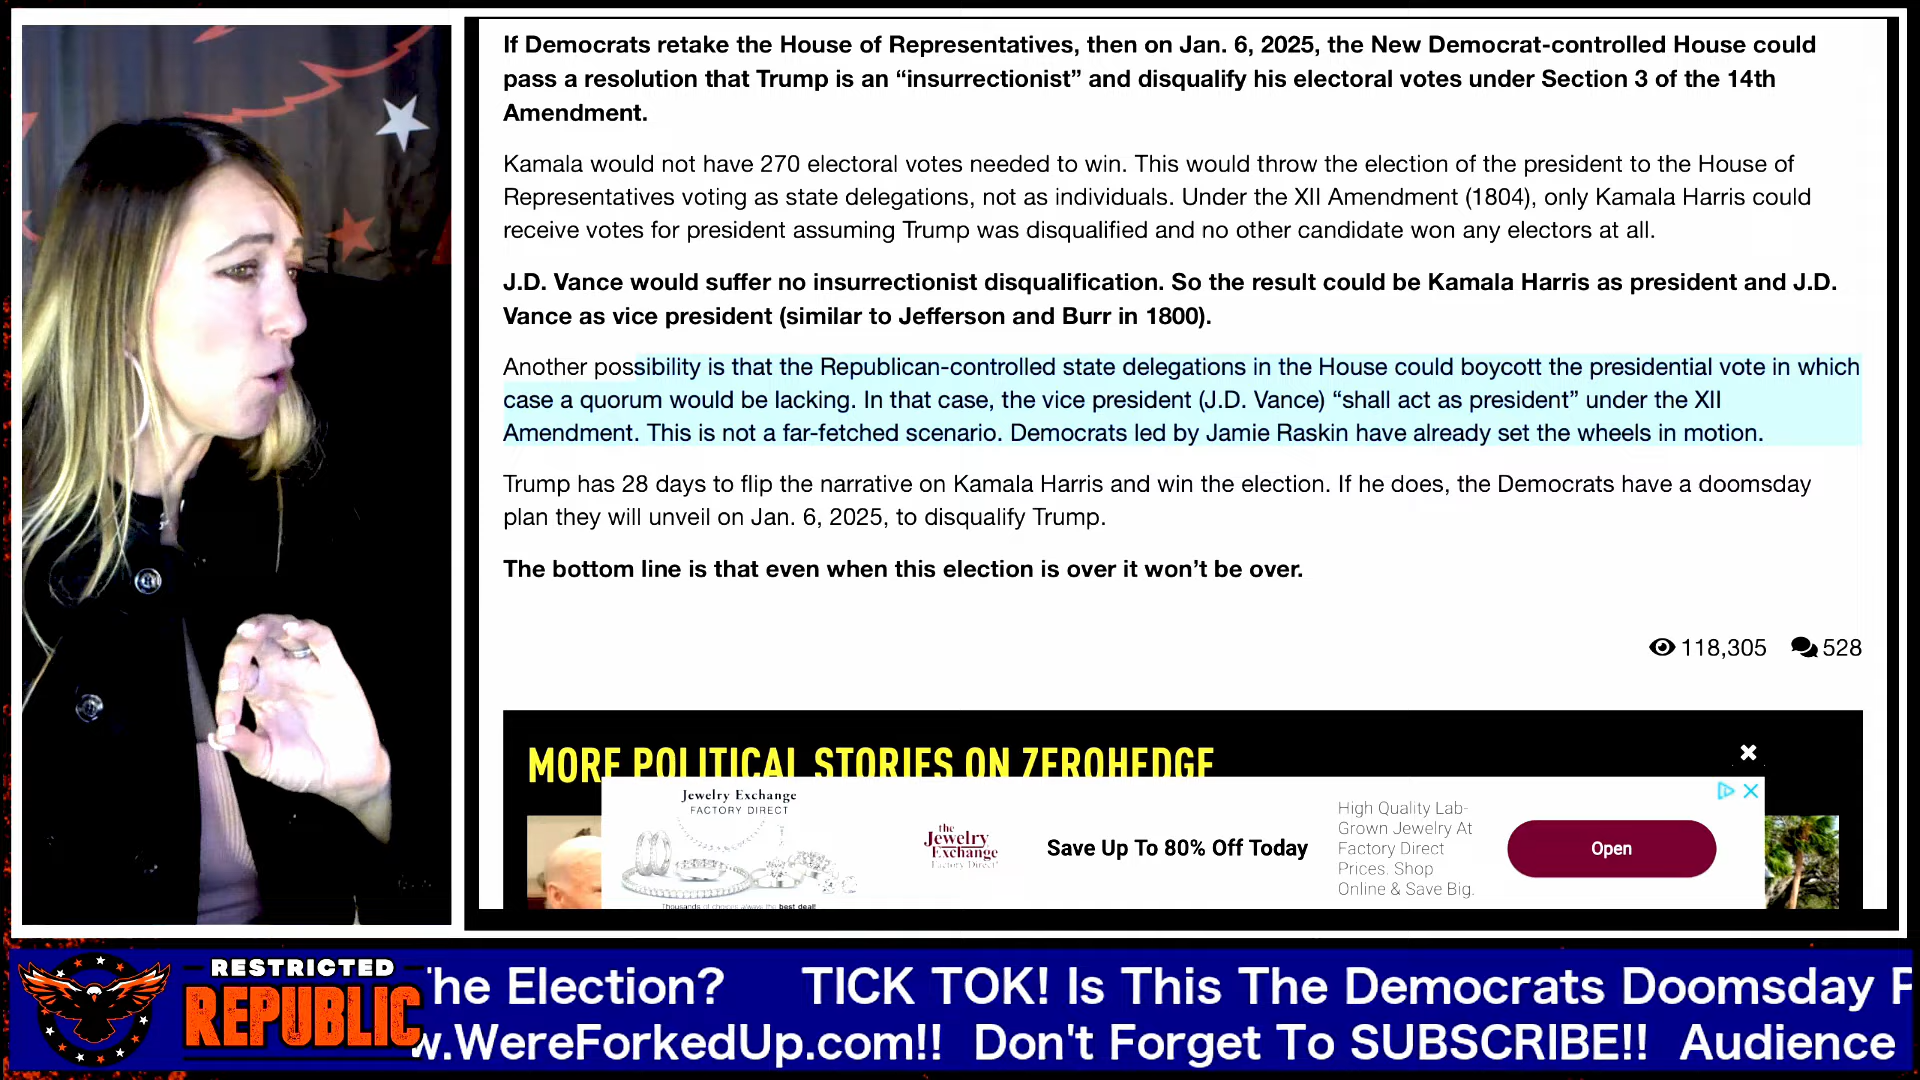 If Democrats retake the House of Representatives, then on Jan. 6, 2025, the New Democrat-controlled House could
pass a resolution that Trump is an “insurrectionist” and disqualify his electoral votes under Section 3 of the 14th
Amendment.
Kamala would not have 270 electoral votes needed to win. This would throw the election of the president to the House of
Representatives voting as state delegations, not as individuals. Under the XII Amendment (1804), only Kamala Harris could
receive votes for president assuming Trump was disqualified and no other candidate won any electors at all.
J.D. Vance would suffer no insurrectionist disqualification. So the result could be Kamala Harris as president and J.D.
Vance as vice president (similar to Jefferson and Burr in 1800).
Another possibility is that the Republican-controlled state delegations in the House could boycott the presidential vote in which
case a quorum would be lacking. In that case, the vice president (J.D. Vance) “shall act as president” under the XII
Amendment. This is not a far-fetched scenario. Democrats led by Jamie Raskin have already set the wheels in motion.
Trump has 28 days to flip the narrative on Kamala Harris and win the election. If he does, the Democrats have a doomsday
plan they will unveil on Jan. 6, 2025, to disqualify Trump.
The bottom line is that even when this election is over it won’t be over.
118,305 528
MORE POLITICAL STORIES ON ZEROHEDGE
Jewelry Exchange
FACTORY DIRECT
Thousands of choices always the best deal!
the
Jewelry
Exchange
Factory Direct
Save Up To 80% Off Today
High Quality Lab-
Grown Jewelry At
Factory Direct
Prices. Shop
Online & Save Big.
Open
RESTRICTED
REPUBLIC
he Election? TICK TOK! Is This The Democrats Doomsday P
w.WereForkedUp.com!! Don't Forget To SUBSCRIBE!! Audience